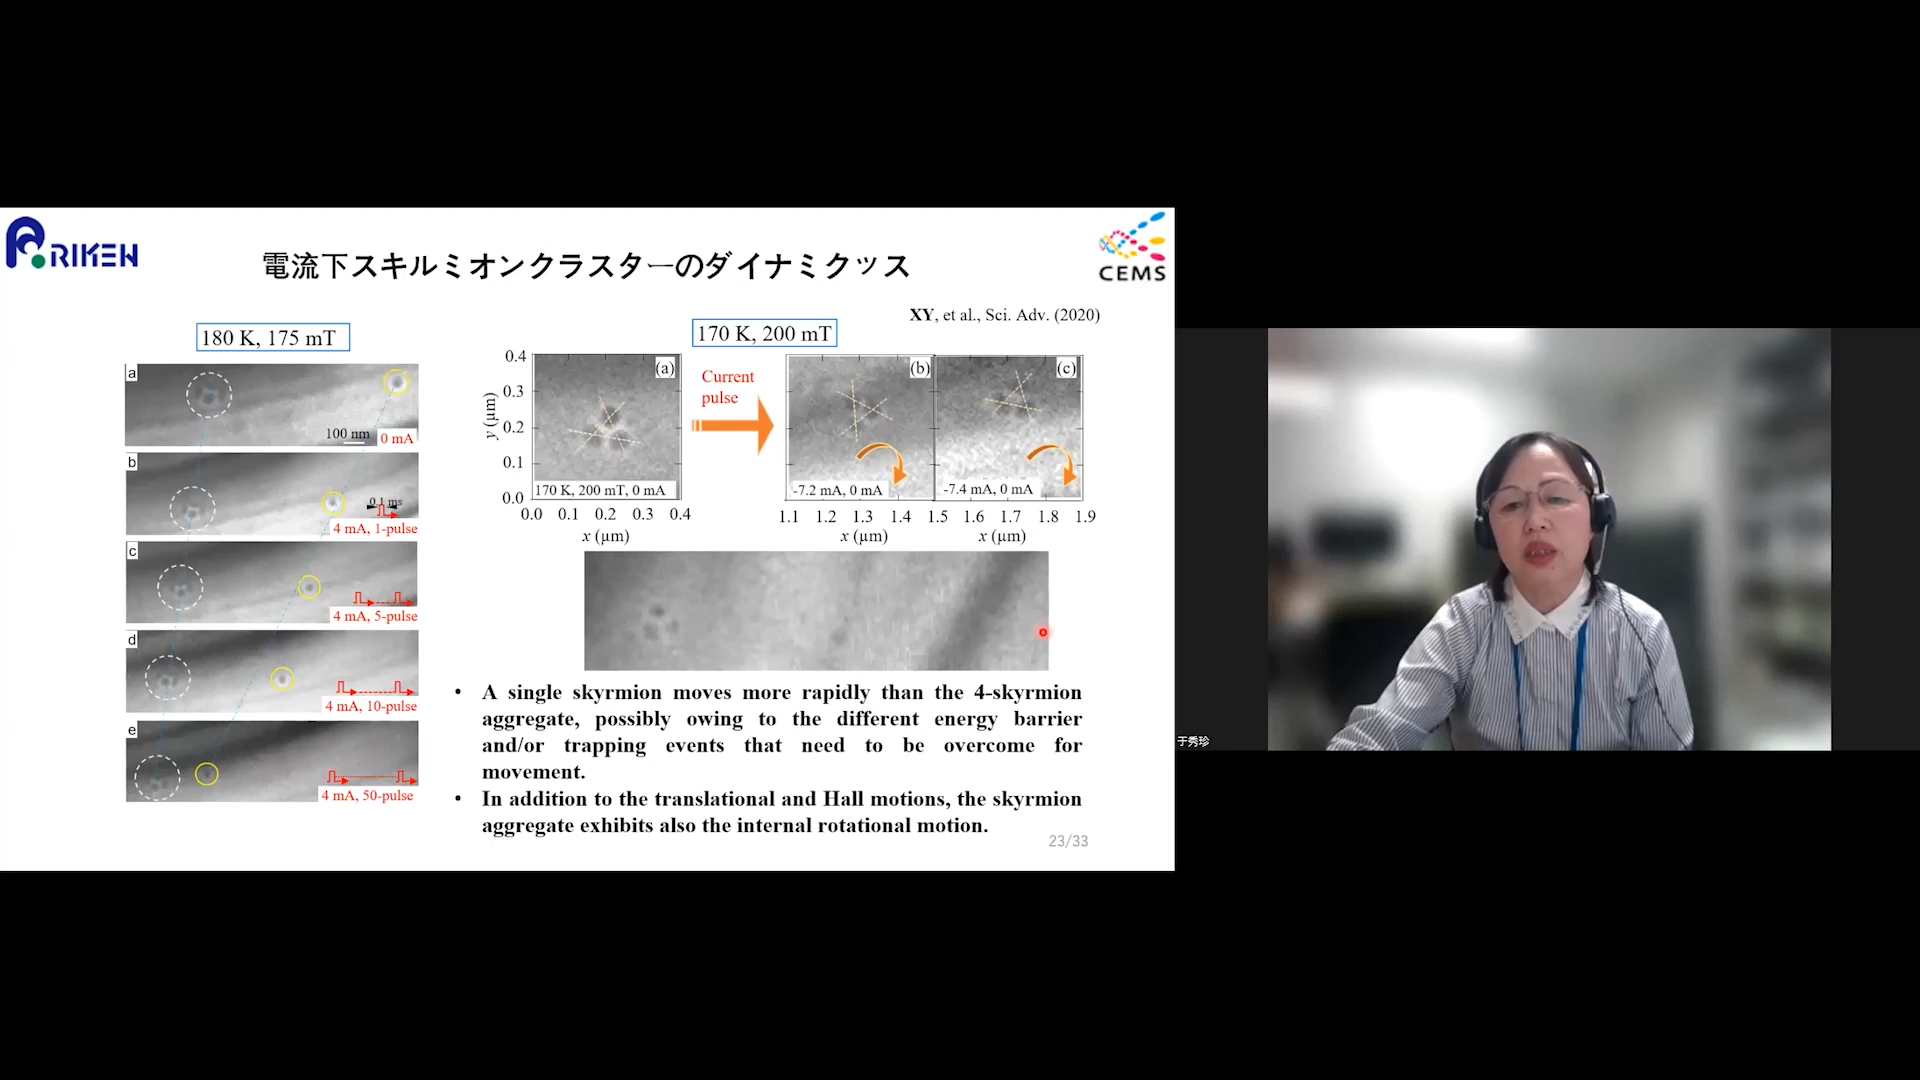 RIKEN
電流下スキルミオンクラスターのダイナミクッス
CEMS
XY, et al., Sci. Adv. (2020)
180 K, 175 mT
170 K, 200 mT
a
100 nm
0 mA
b
0.1 ms
4 mA, 1-pulse
c
4 mA, 5-pulse
d
4 mA, 10-pulse
e
4 mA, 50-pulse
y (μm)
0.4
0.3
0.2
0.1
0.0
(a)
170 K, 200 mT, 0 mA
0.0 0.1 0.2 0.3 0.4
x (μm)
Current
pulse
(b)
-7.2 mA, 0 mA
(c)
-7.4 mA, 0 mA
1.1 1.2 1.3 1.4 1.5 1.6 1.7 1.8 1.9
x (μm)
x (μm)
• A single skyrmion moves more rapidly than the 4-skyrmion
aggregate, possibly owing to the different energy barrier
and/or trapping events that need to be overcome for
movement.
• In addition to the translational and Hall motions, the skyrmion
aggregate exhibits also the internal rotational motion.
23/33
于秀珍